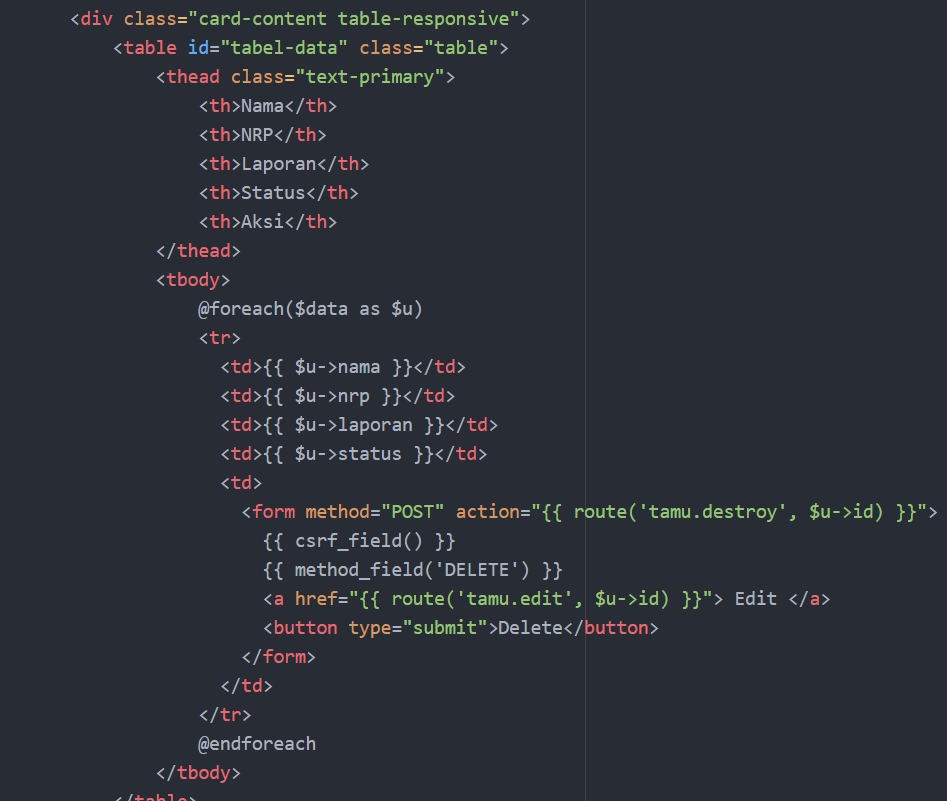 <div class="card-content table-responsive">
<table id="tabel-data" class="table">
<thead class="text-primary">
<th>Nama</th>
<th>NRP</th>
<th>Laporan</th>
<th>Status</th>
<th>Aksi</th>
</thead>
<tbody>
@foreach($data as $u)
<tr>
<td>{{ $u->nama }}</td>
<td>{{ $u->nrp }}</td>
<td>{{ $u->laporan }}</td>
<td>{{ $u->status }}</td>
<td>
<form method="POST" action="{{ route('tamu.destroy', $u->id) }}">
{{ csrf_field() }}
{{ method_field('DELETE') }}
<a href="{{ route('tamu.edit', $u->id) }}"> Edit </a>
<button type="submit">Delete</button>
</form>
</td>
</tr>
@endforeach
</tbody>
</table>